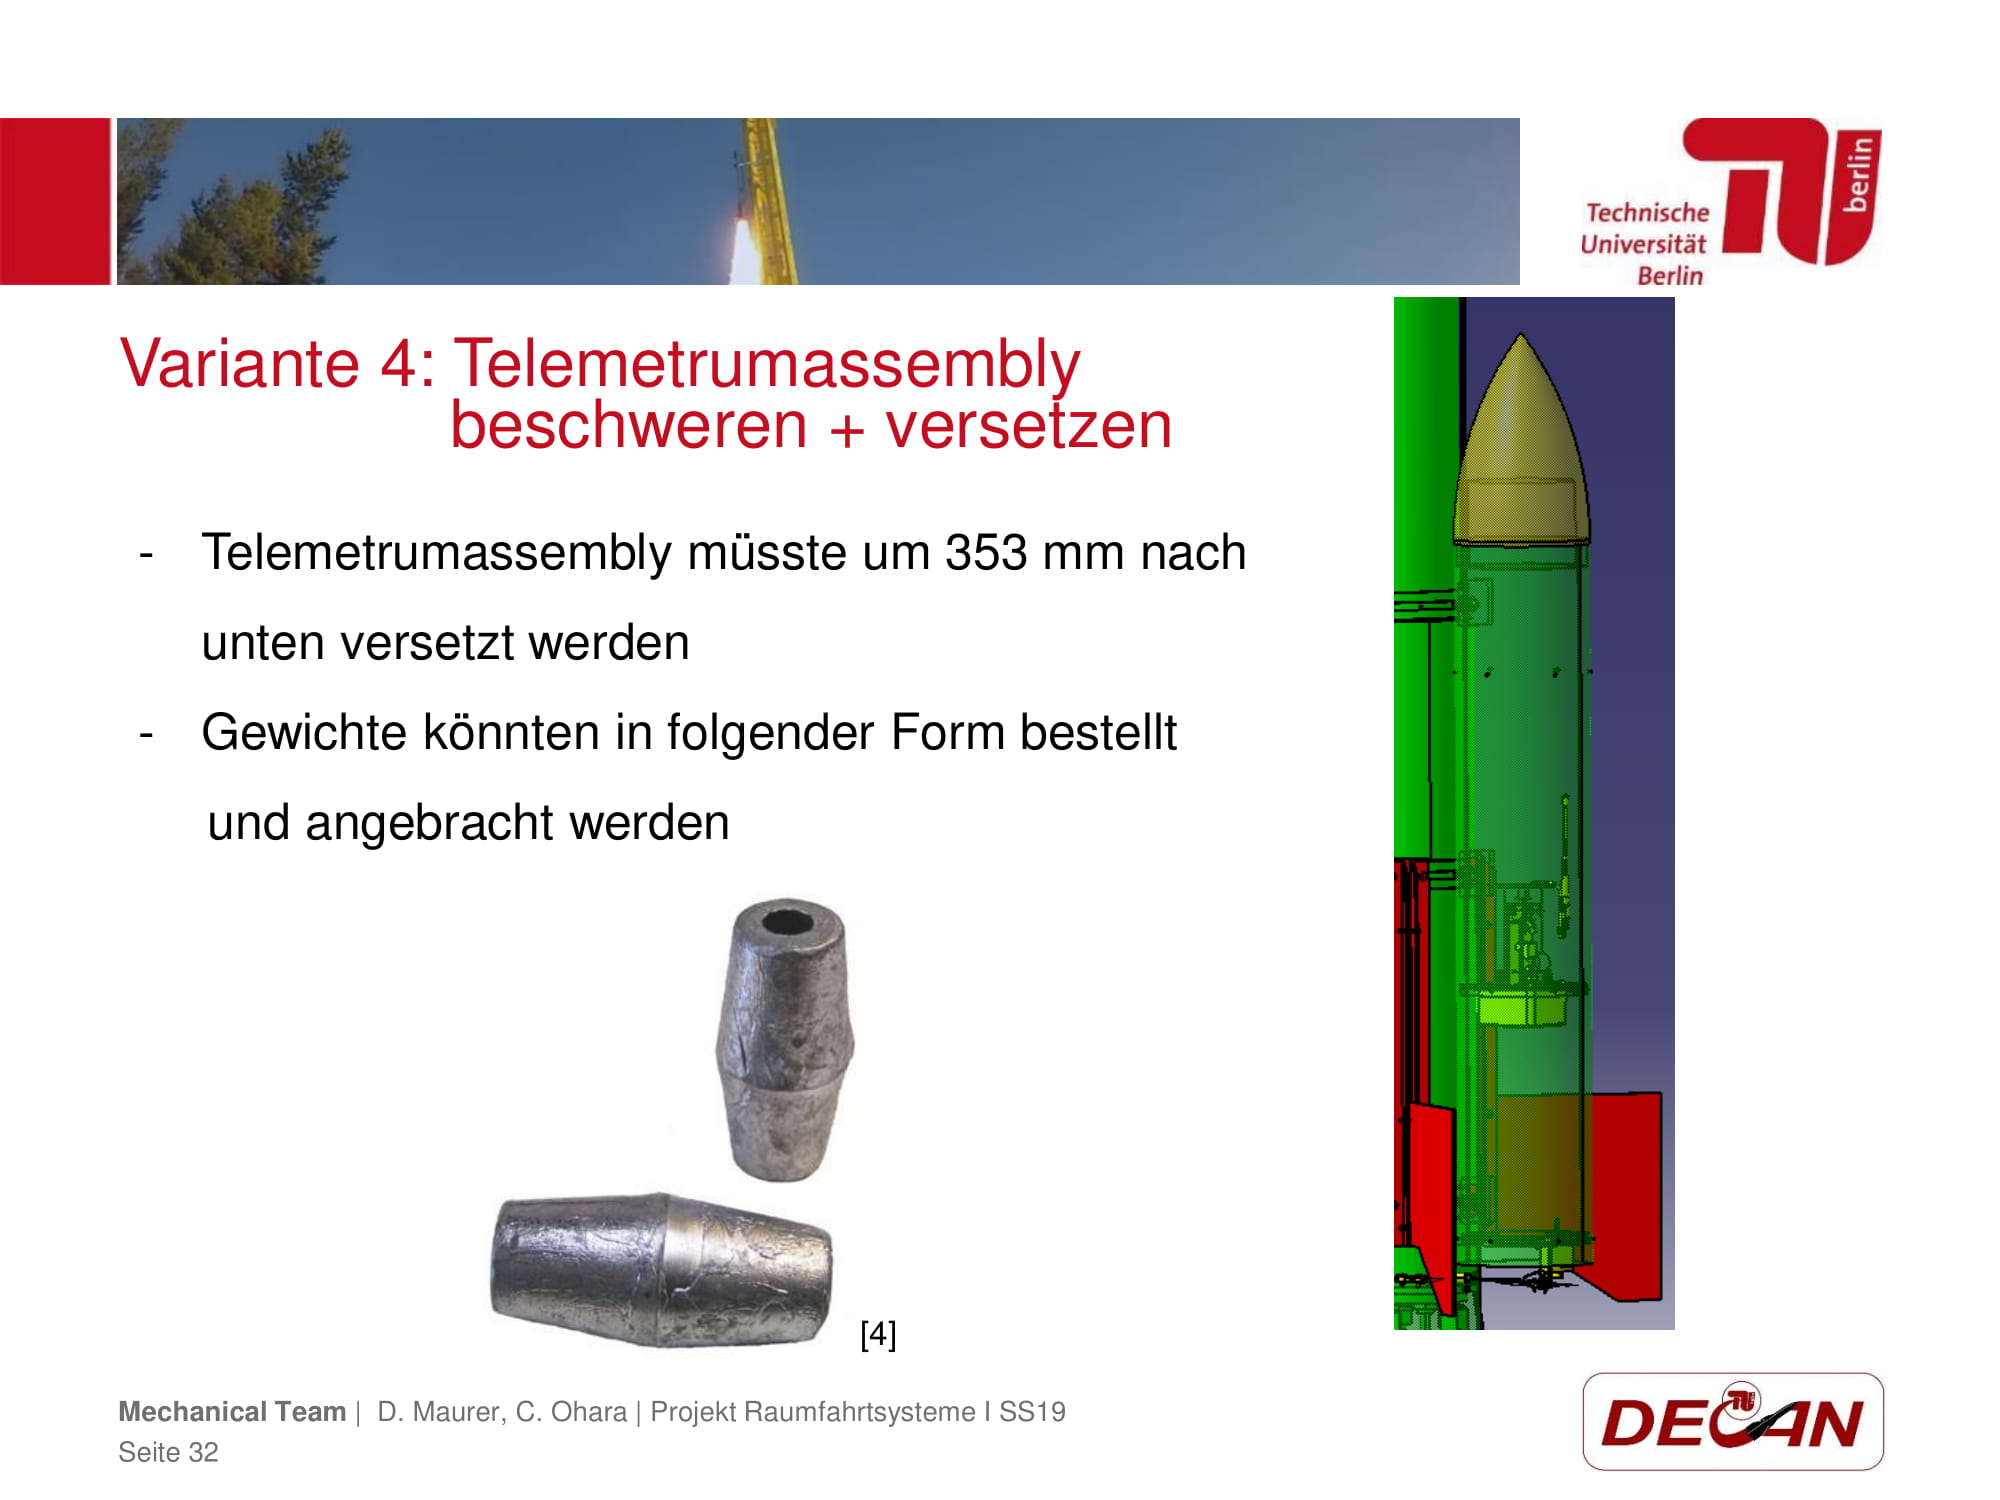 Technische
Universität
Berlin
berlin
Variante 4: Telemetrumassembly
beschweren + versetzen
- Telemetrumassembly müsste um 353 mm nach
unten versetzt werden
- Gewichte könnten in folgender Form bestellt
und angebracht werden
[4]
Mechanical Team | D. Maurer, C. Ohara | Projekt Raumfahrtsysteme I SS19
Seite 32
DECAN